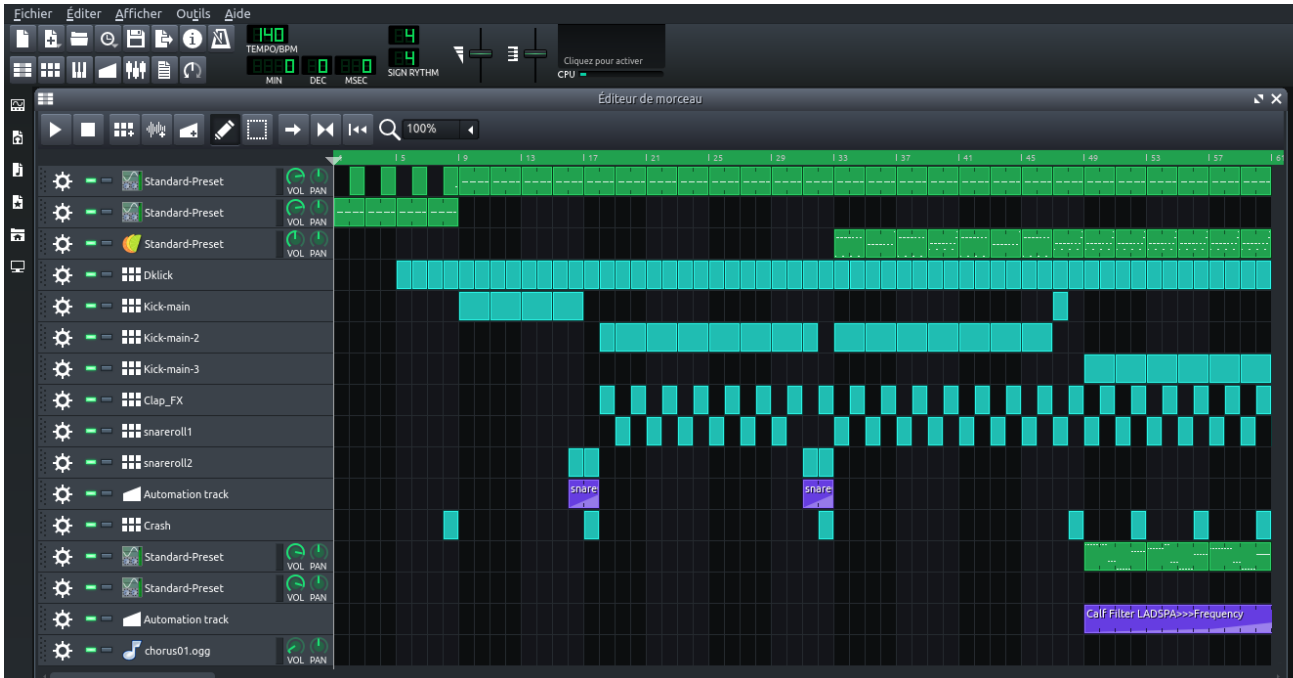 Fichier Éditer Afficher Outils Aide
140
TEMPO/BPM
4
4
SIGN RYTHM
0 0 0
MIN DEC MSEC
Cliquez pour activer
CPU
Éditeur de morceau
100%
5 9 13 17 21 25 29 33 37 41 45 49 53 57 61
Standard-Preset VOL PAN
Standard-Preset VOL PAN
Standard-Preset VOL PAN
Dklick
Kick-main
Kick-main-2
Kick-main-3
Clap_FX
snareroll1
snareroll2
Automation track snare snare
Crash
Standard-Preset VOL PAN
Standard-Preset VOL PAN
Automation track Calf Filter LADSPA>>>Frequency
chorus01.ogg VOL PAN